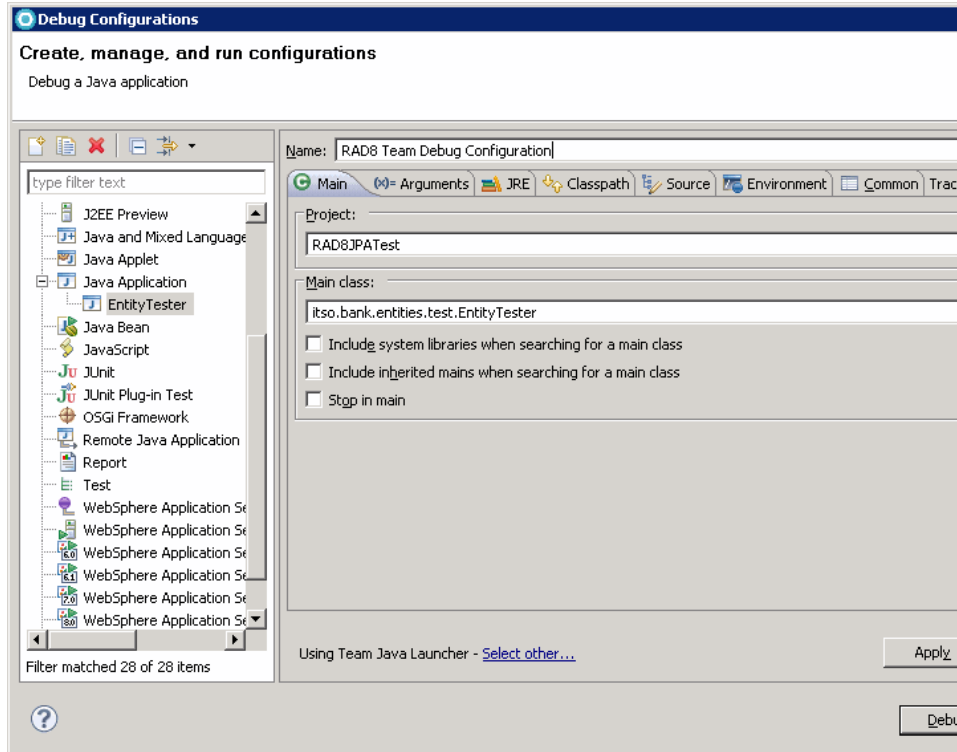 Debug Configurations
Create, manage, and run configurations
Debug a Java application
type filter text
J2EE Preview
Java and Mixed Language
Java Applet
Java Application
EntityTester
Java Bean
JavaScript
JUnit
JUnit Plug-in Test
OSGi Framework
Remote Java Application
Report
Test
WebSphere Application Se
WebSphere Application Se
WebSphere Application Se
WebSphere Application Se
WebSphere Application Se
WebSphere Application Se
Filter matched 28 of 28 items
Name: RAD8 Team Debug Configuration
Main (x)= Arguments JRE Classpath Source Environment Common Trac
Project:
RAD8JPATest
Main class:
itso.bank.entities.test.EntityTester
Include system libraries when searching for a main class
Include inherited mains when searching for a main class
Stop in main
Using Team Java Launcher - Select other...
Apply
Debu